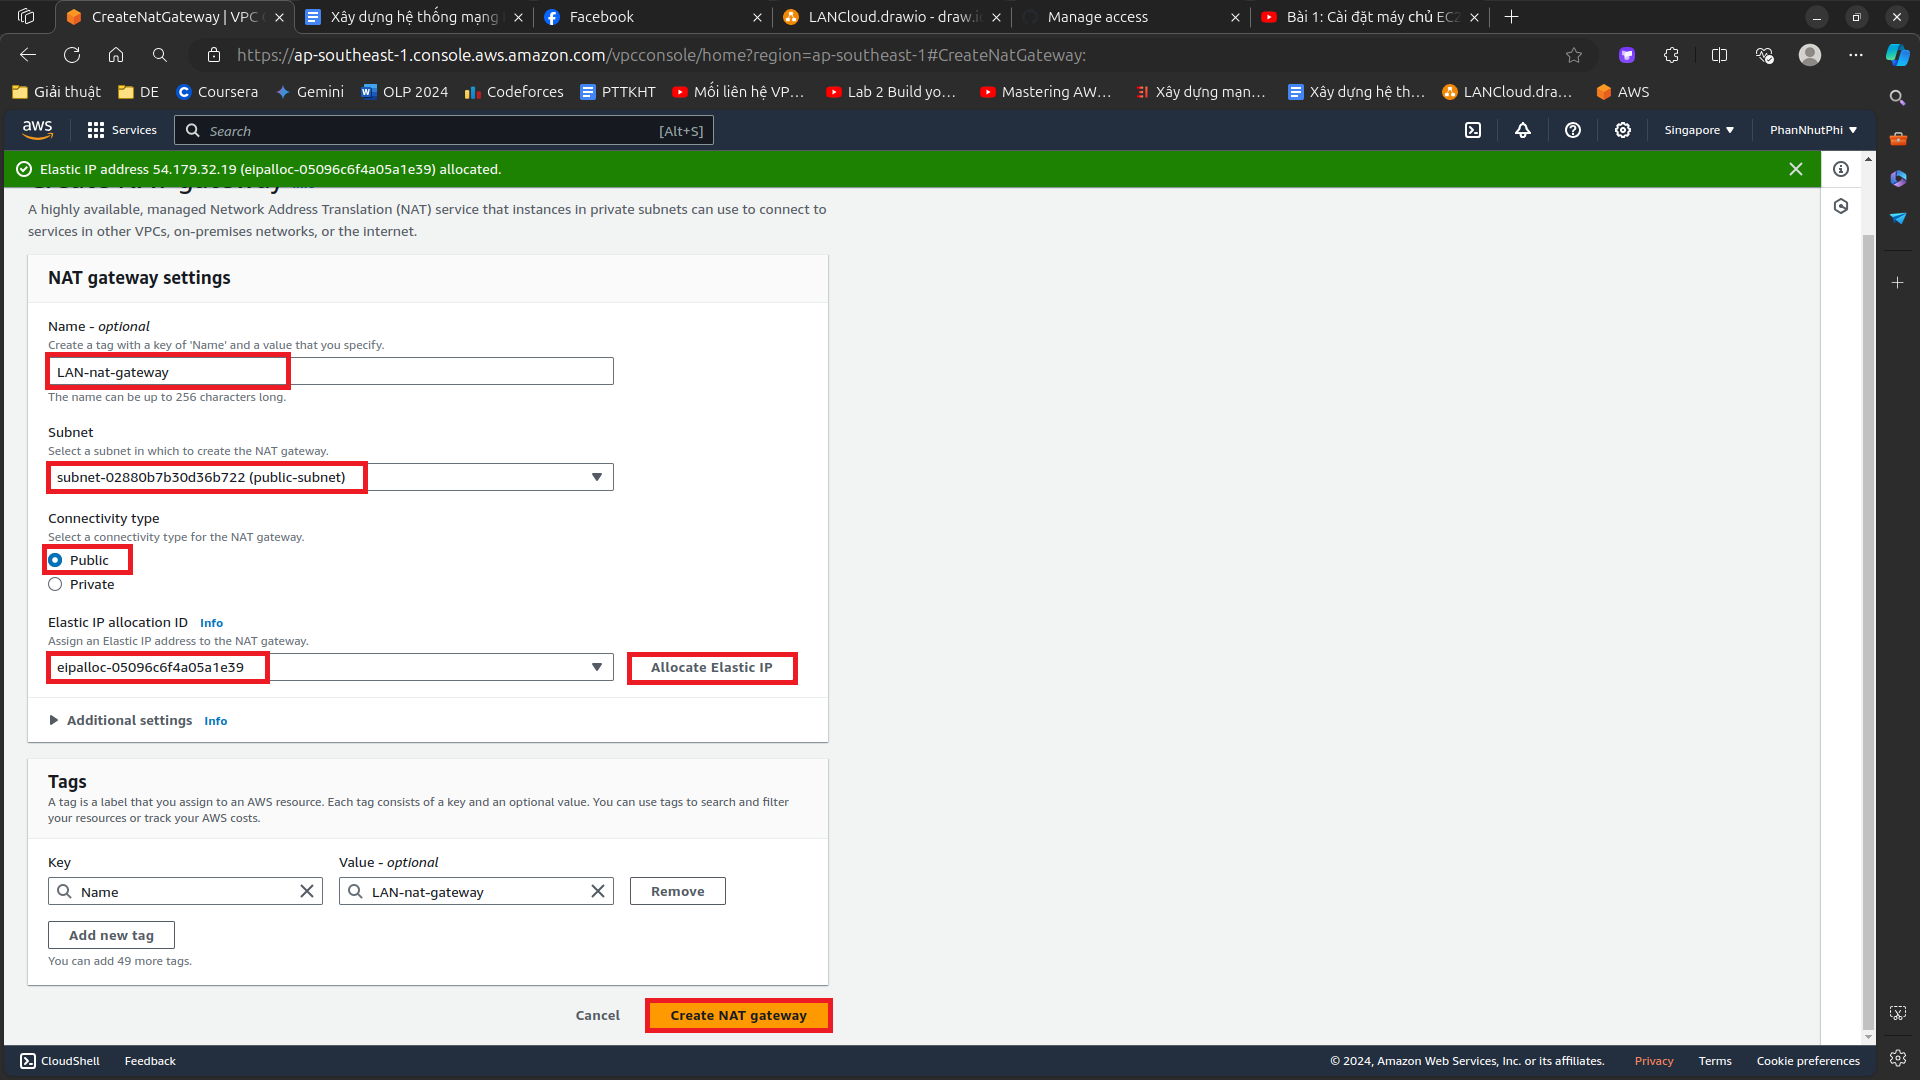 CreateNatGateway | VPC
Xây dựng hệ thống mạng
Facebook
LANCloud.drawio - draw.i
Manage access
Bài 1: Cài đặt máy chủ EC2
https://ap-southeast-1.console.aws.amazon.com/vpcconsole/home?region=ap-southeast-1#CreateNatGateway:
Giải thuật
DE
Coursera
Gemini
OLP 2024
Codeforces
PTTKHT
Mối liên hệ VP...
Lab 2 Build yo...
Mastering AW...
Xây dựng mạn...
Xây dựng hệ th...
LANCloud.dra...
AWS
aws
Services
Search
[Alt+S]
Singapore
PhanNhutPhi
Elastic IP address 54.179.32.19 (eipalloc-05096c6f4a05a1e39) allocated.
A highly available, managed Network Address Translation (NAT) service that instances in private subnets can use to connect to
services in other VPCs, on-premises networks, or the internet.
NAT gateway settings
Name - optional
Create a tag with a key of 'Name' and a value that you specify.
LAN-nat-gateway
The name can be up to 256 characters long.
Subnet
Select a subnet in which to create the NAT gateway.
subnet-02880b7b30d36b722 (public-subnet)
Connectivity type
Select a connectivity type for the NAT gateway.
Public
Private
Elastic IP allocation ID Info
Assign an Elastic IP address to the NAT gateway.
eipalloc-05096c6f4a05a1e39
Allocate Elastic IP
Additional settings Info
Tags
A tag is a label that you assign to an AWS resource. Each tag consists of a key and an optional value. You can use tags to search and filter
your resources or track your AWS costs.
Key
Value - optional
Name
LAN-nat-gateway
Remove
Add new tag
You can add 49 more tags.
Cancel
Create NAT gateway
CloudShell
Feedback
© 2024, Amazon Web Services, Inc. or its affiliates.
Privacy
Terms
Cookie preferences